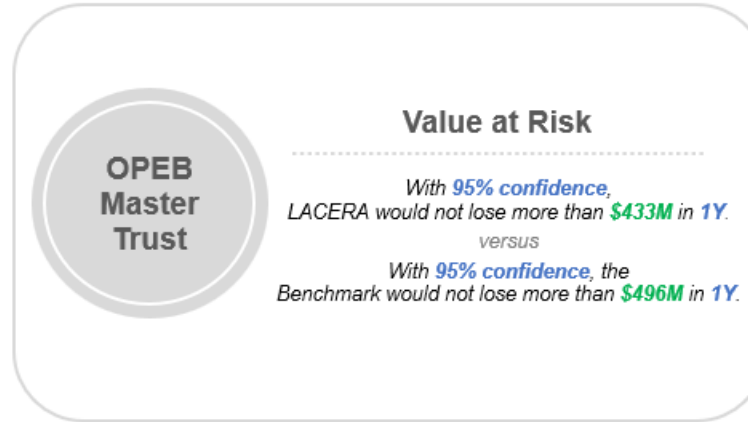 OPEB
Master
Trust
Value at Risk
With 95% confidence,
LACERA would not lose more than $433M in 1Y.
versus
With 95% confidence, the
Benchmark would not lose more than $496M in 1Y.